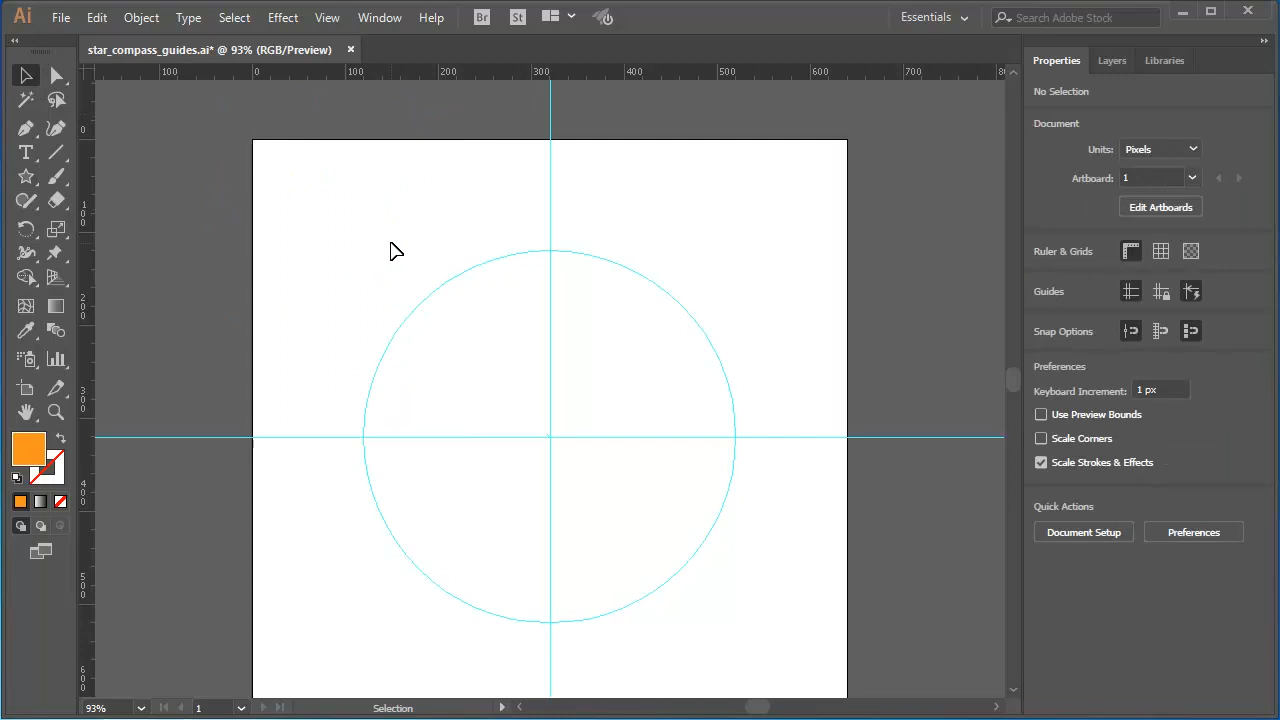 Ai File Edit Object Type Select Effect View Window Help Br St Essentials Search Adobe Stock
star_compass_guides.ai* @ 93% (RGB/Preview) ×
100 0 100 200 300 400 500 600 700
0
100
200
300
400
500
600
Properties Layers Libraries
No Selection
Document
Units: Pixels
Artboard: 1
Edit Artboards
Ruler & Grids
Guides
Snap Options
Preferences
Keyboard Increment: 1 px
Use Preview Bounds
Scale Corners
Scale Strokes & Effects
Quick Actions
Document Setup Preferences
93% 1 Selection